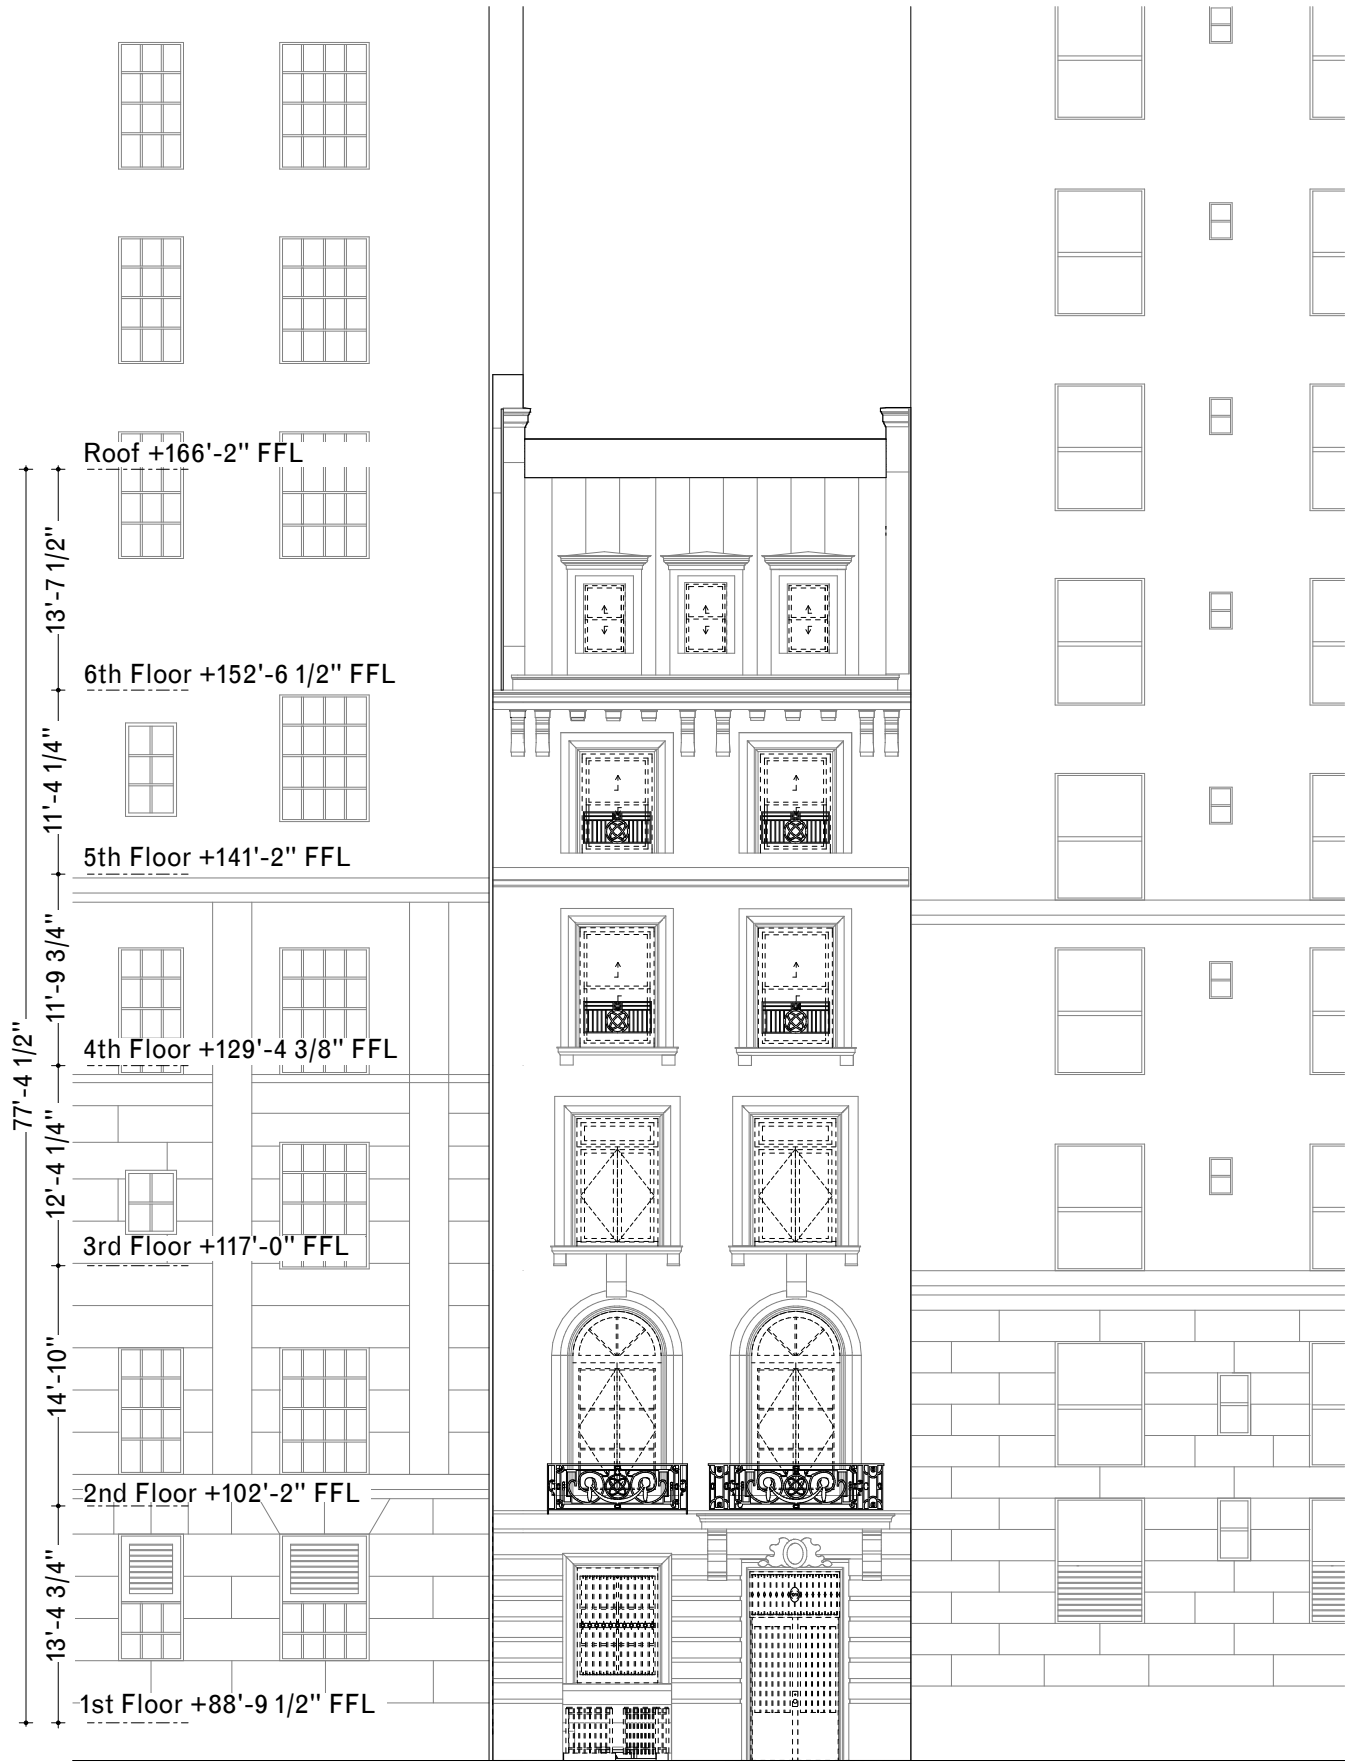 Roof +166'-2" FFL
13'-7 1/2"
6th Floor +152'-6 1/2" FFL
11'-4 1/4"
5th Floor +141'-2" FFL
11'-9 3/4"
4th Floor +129'-4 3/8" FFL
77'-4 1/2"
12'-4 1/4"
3rd Floor +117'-0" FFL
14'-10"
2nd Floor +102'-2" FFL
13'-4 3/4"
1st Floor +88'-9 1/2" FFL